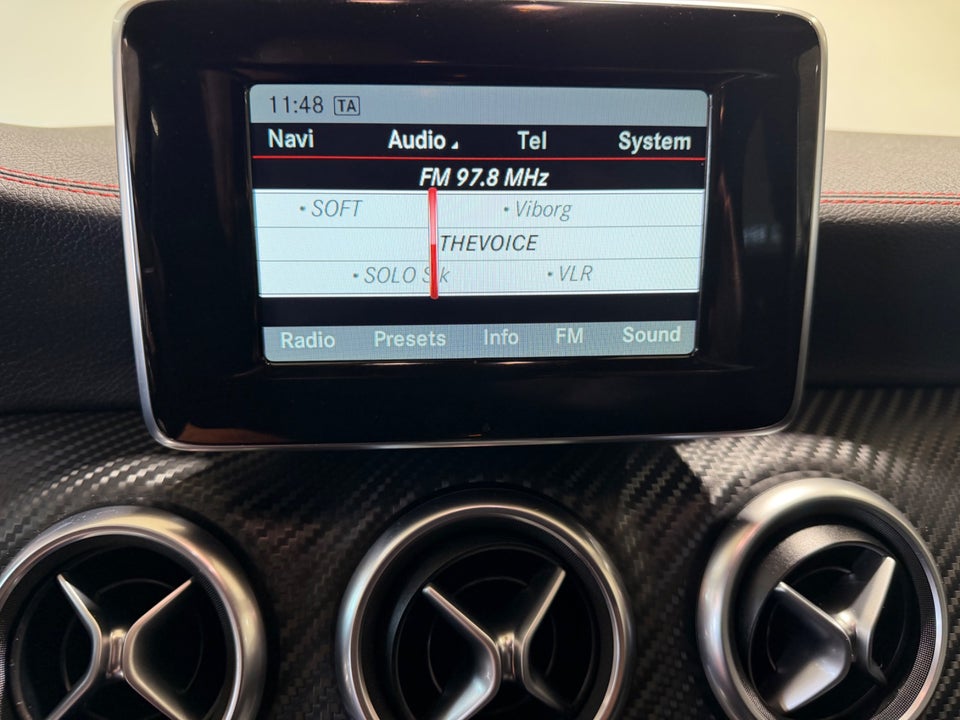 11:48 TA
Navi Audio Tel System
FM 97.8 MHz
• SOFT • Viborg
THEVOICE
• SOLO • VLR
Radio Presets Info FM Sound